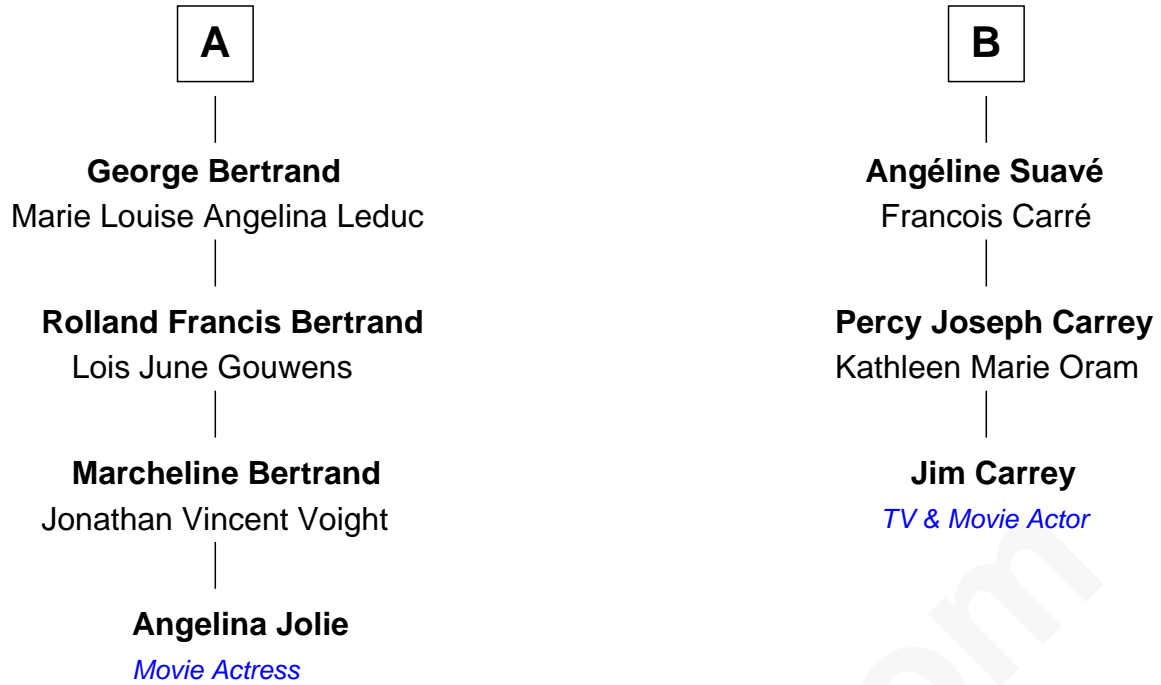 A
George Bertrand
Marie Louise Angelina Leduc
Rolland Francis Bertrand
Lois June Gouwens
Marcheline Bertrand
Jonathan Vincent Voight
Angelina Jolie
Movie Actress
B
Angéline Suavé
Francois Carré
Percy Joseph Carrey
Kathleen Marie Oram
Jim Carrey
TV & Movie Actor
om